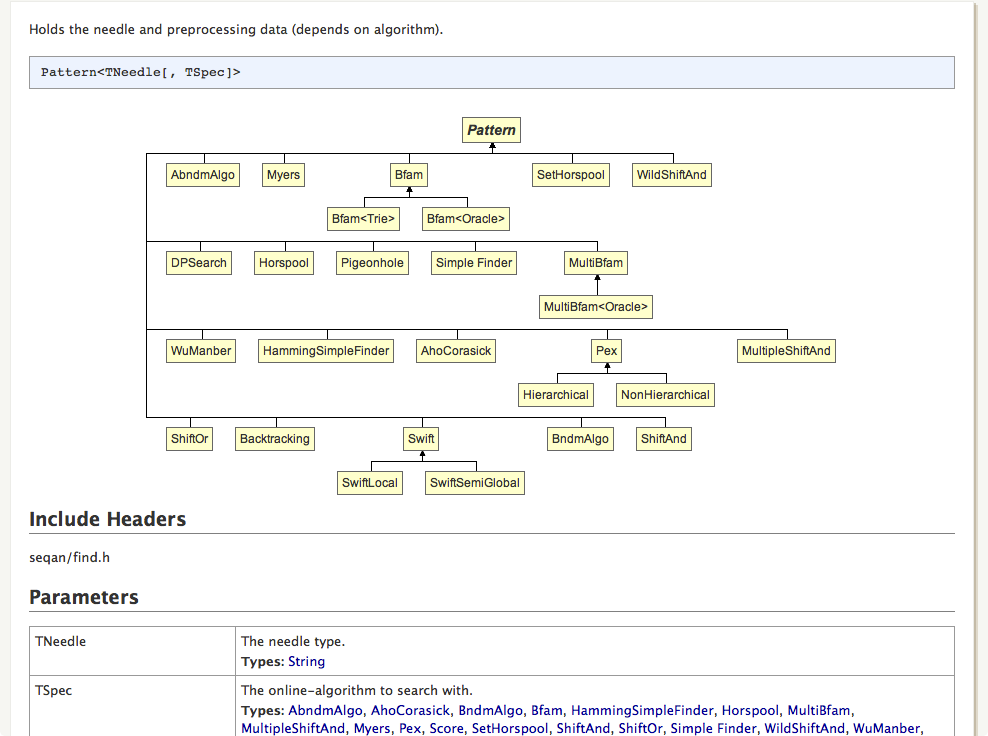 Holds the needle and preprocessing data (depends on algorithm).
Pattern<TNeedle[, TSpec]>
Pattern
AbndmAlgo Myers Bfam SetHorspool WildShiftAnd
Bfam<Trie> Bfam<Oracle>
DPSearch Horspool Pigeonhole Simple Finder MultiBfam
MultiBfam<Oracle>
WuManber HammingSimpleFinder AhoCorasick Pex MultipleShiftAnd
Hierarchical NonHierarchical
ShiftOr Backtracking Swift BndmAlgo ShiftAnd
SwiftLocal SwiftSemiGlobal
Include Headers
seqan/find.h
Parameters
TNeedle The needle type.
Types: String
TSpec The online-algorithm to search with.
Types: AbndmAlgo, AhoCorasick, BndmAlgo, Bfam, HammingSimpleFinder, Horspool, MultiBfam,
MultipleShiftAnd, Myers, Pex, Score, SetHorspool, ShiftAnd, ShiftOr, Simple Finder, WildShiftAnd, WuManber,